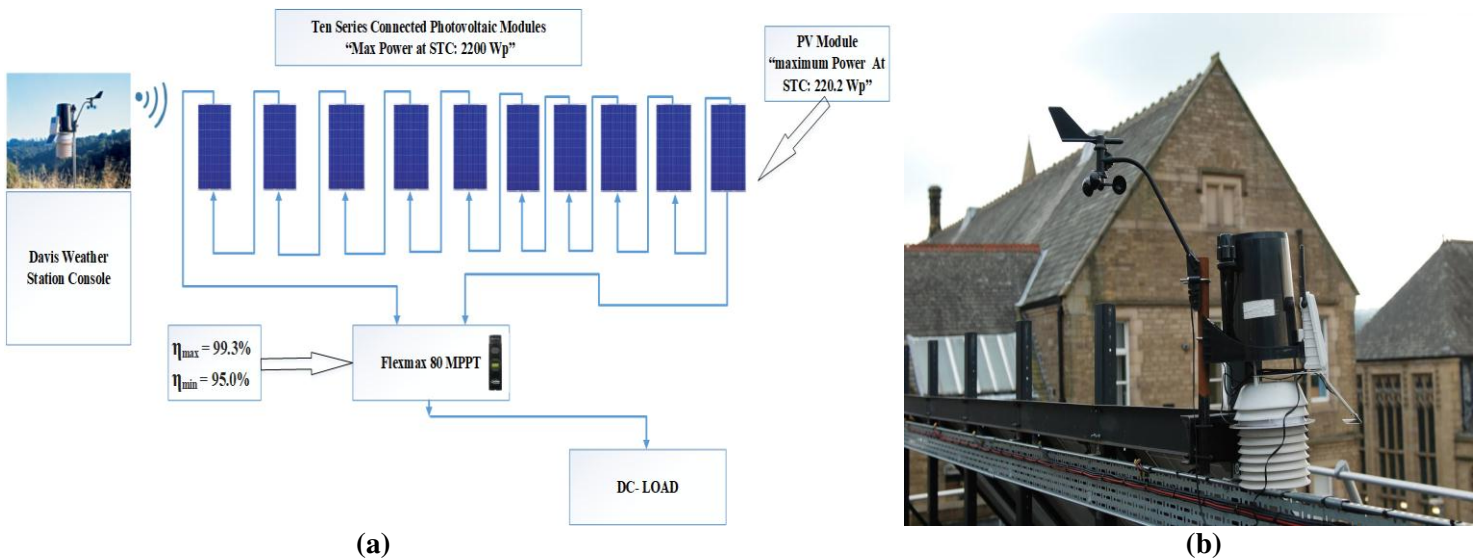 Ten Series Connected Photovoltaic Modules
“Max Power at STC: 2200 Wp”
PV Module
“maximum Power At
STC: 220.2 Wp”
Davis Weather
Station Console
ηmax = 99.3%
ηmin = 95.0%
Flexmax 80 MPPT
DC- LOAD
(a)
(b)